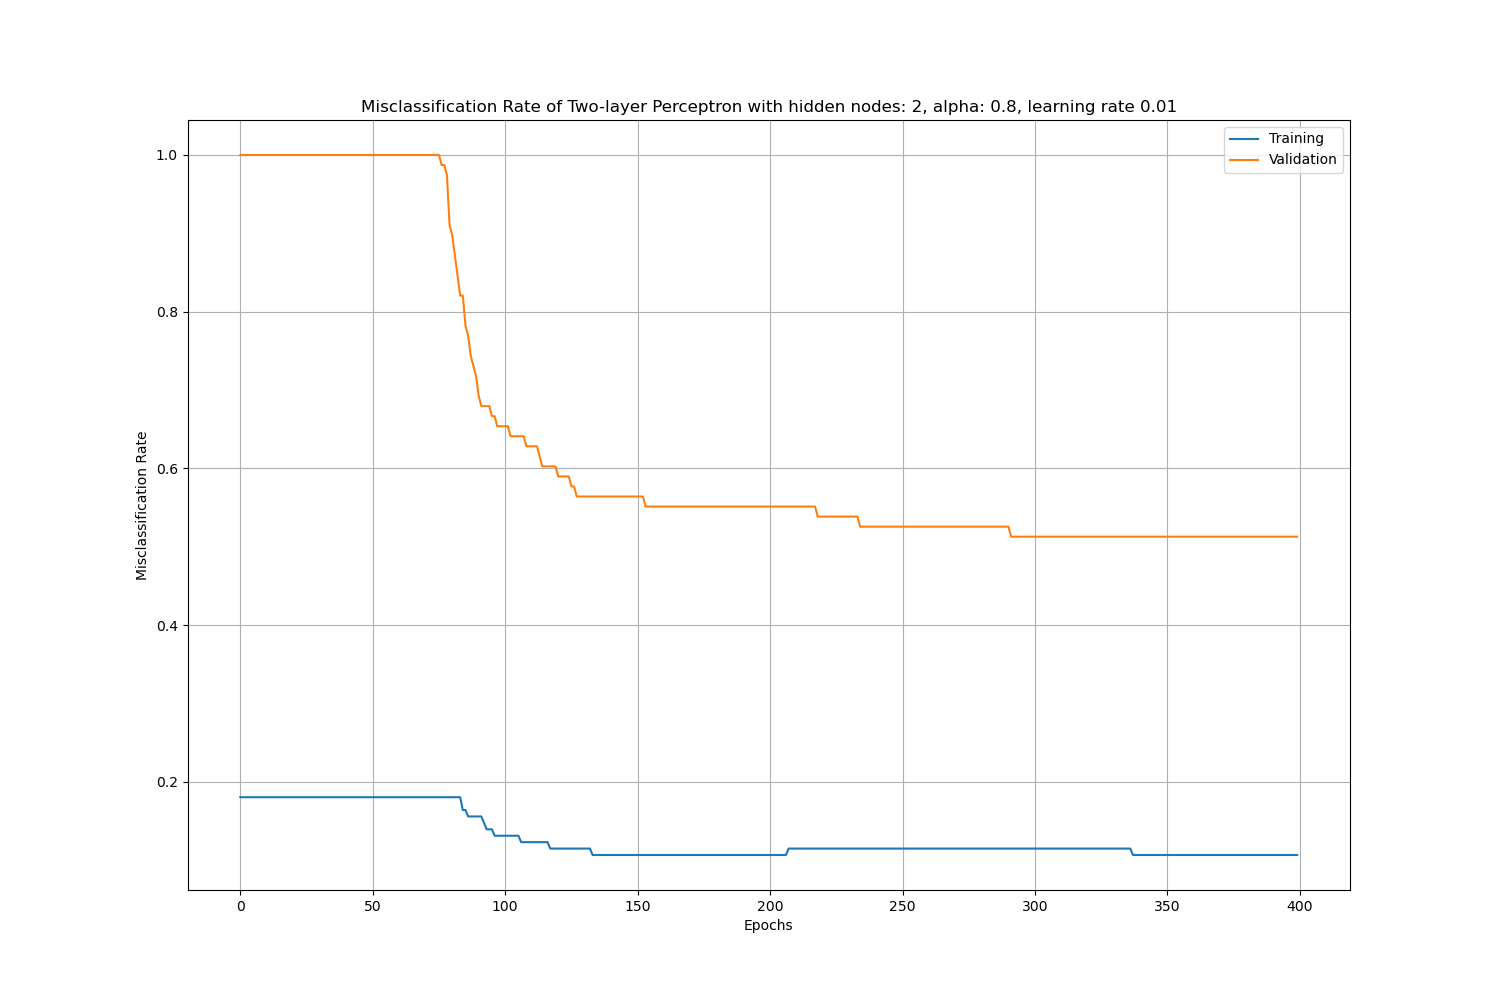 Misclassification Rate of Two-layer Perceptron with hidden nodes: 2, alpha: 0.8, learning rate 0.01
Training
Validation
1.0
0.8
0.6
0.4
0.2
Misclassification Rate
0 50 100 150 200 250 300 350 400
Epochs